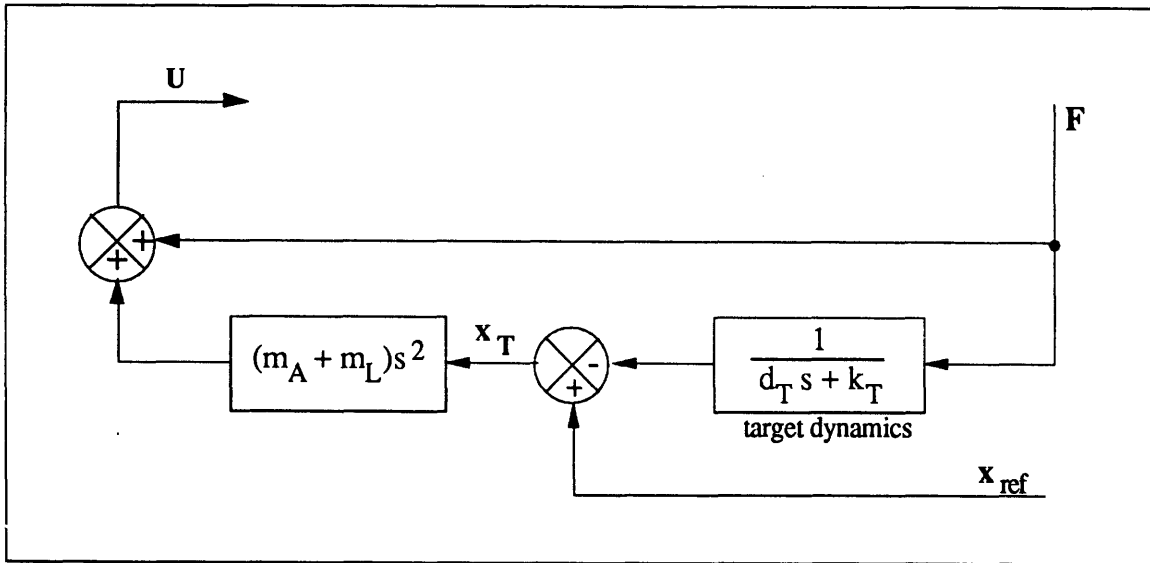 U
F
+
+
(m_A + m_L)s^2
x_T
-
+
1
d_T s + k_T
target dynamics
x_ref